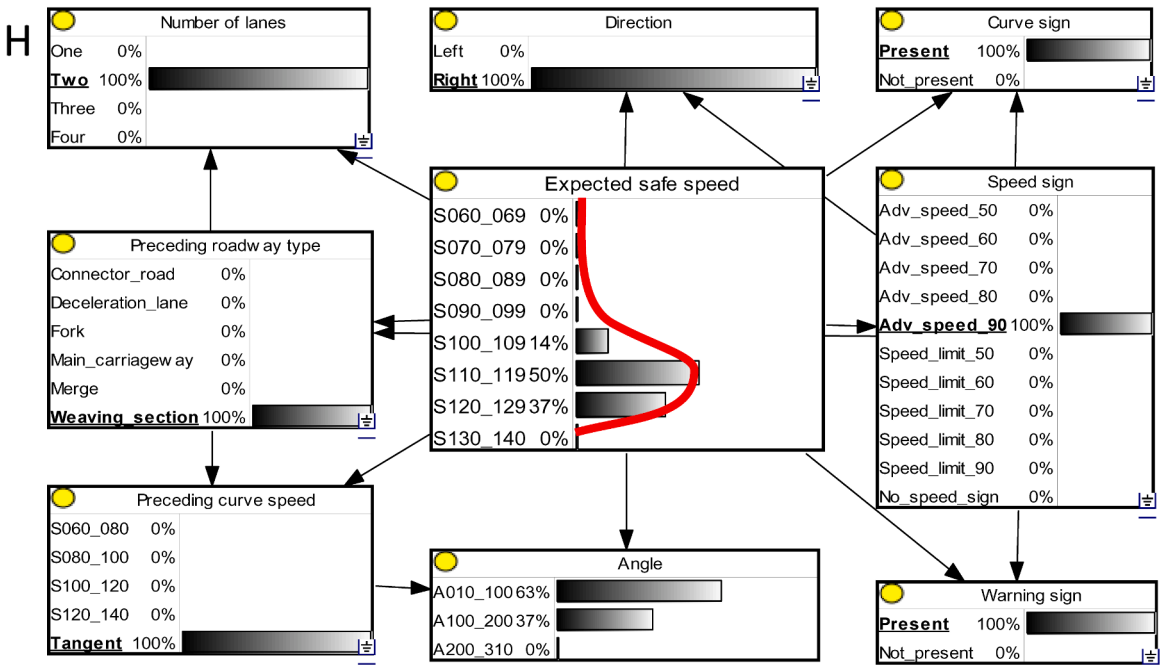 H
Number of lanes
One 0%
Two 100%
Three 0%
Four 0%
Direction
Left 0%
Right 100%
Curve sign
Present 100%
Not_present 0%
Preceding roadway type
Connector_road 0%
Deceleration_lane 0%
Fork 0%
Main_carriageway 0%
Merge 0%
Weaving_section 100%
Expected safe speed
S060_069 0%
S070_079 0%
S080_089 0%
S090_099 0%
S100_109 14%
S110_119 50%
S120_129 37%
S130_140 0%
Speed sign
Adv_speed_50 0%
Adv_speed_60 0%
Adv_speed_70 0%
Adv_speed_80 0%
Adv_speed_90 100%
Speed_limit_50 0%
Speed_limit_60 0%
Speed_limit_70 0%
Speed_limit_80 0%
Speed_limit_90 0%
No_speed_sign 0%
Preceding curve speed
S060_080 0%
S080_100 0%
S100_120 0%
S120_140 0%
Tangent 100%
Angle
A010_100 63%
A100_200 37%
A200_310 0%
Warning sign
Present 100%
Not_present 0%